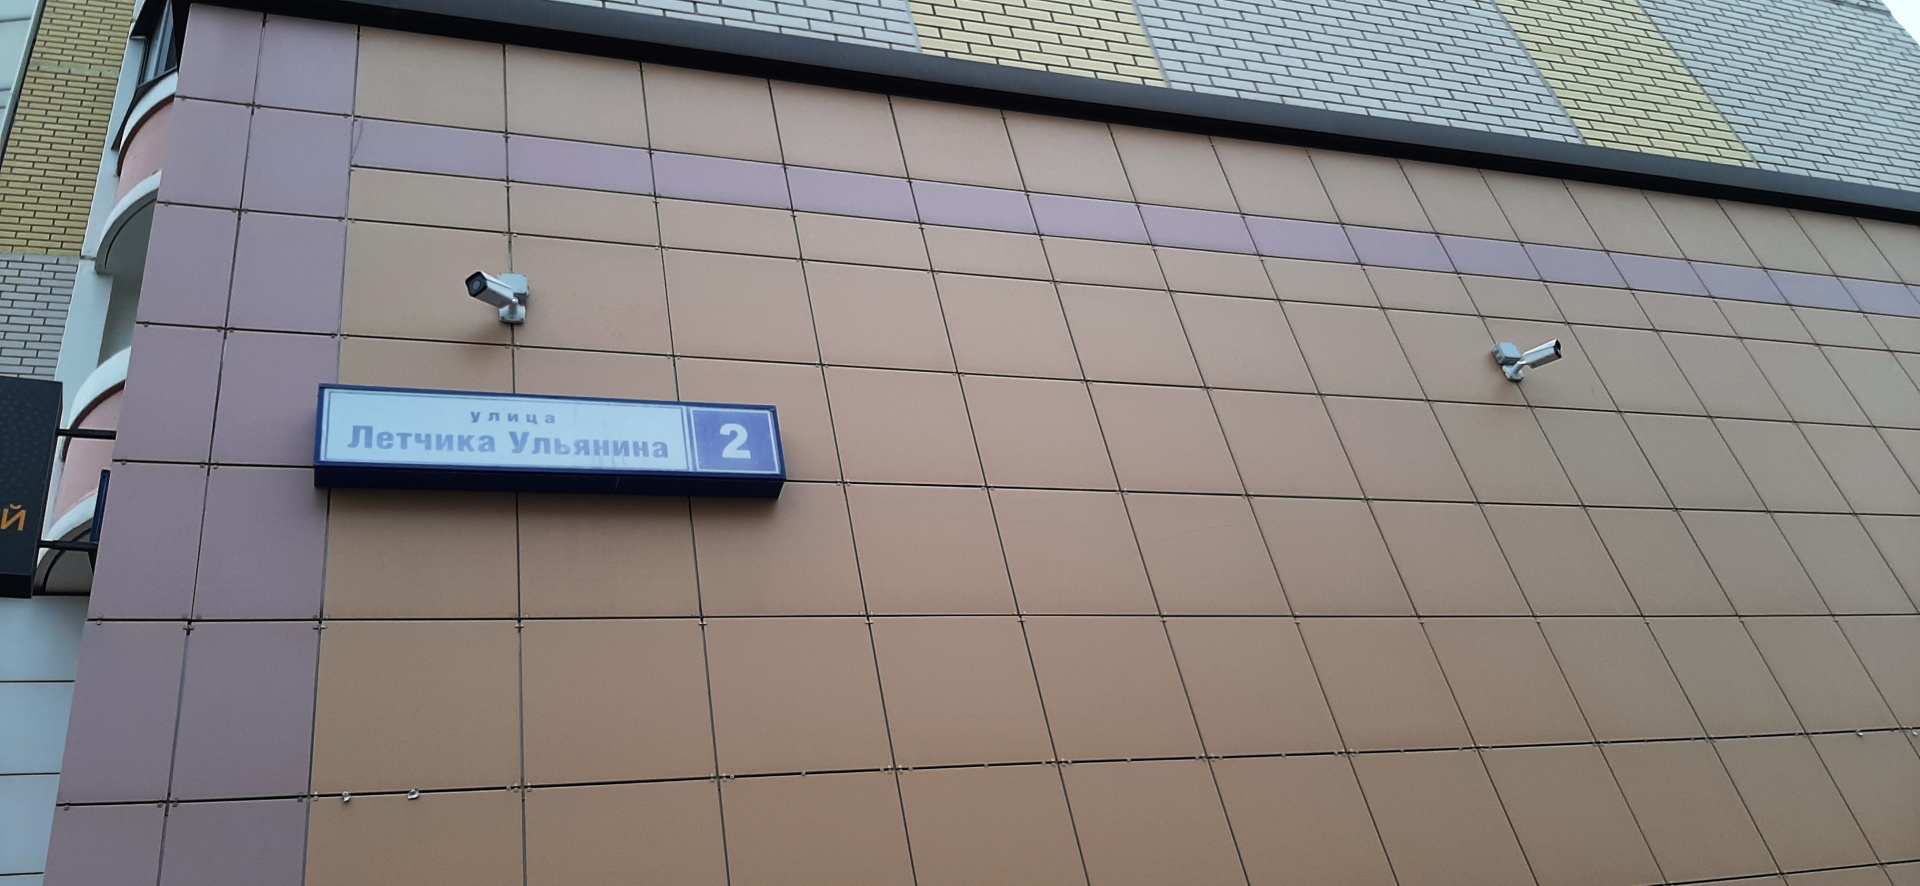 улица
Летчика Ульянина
2
Й